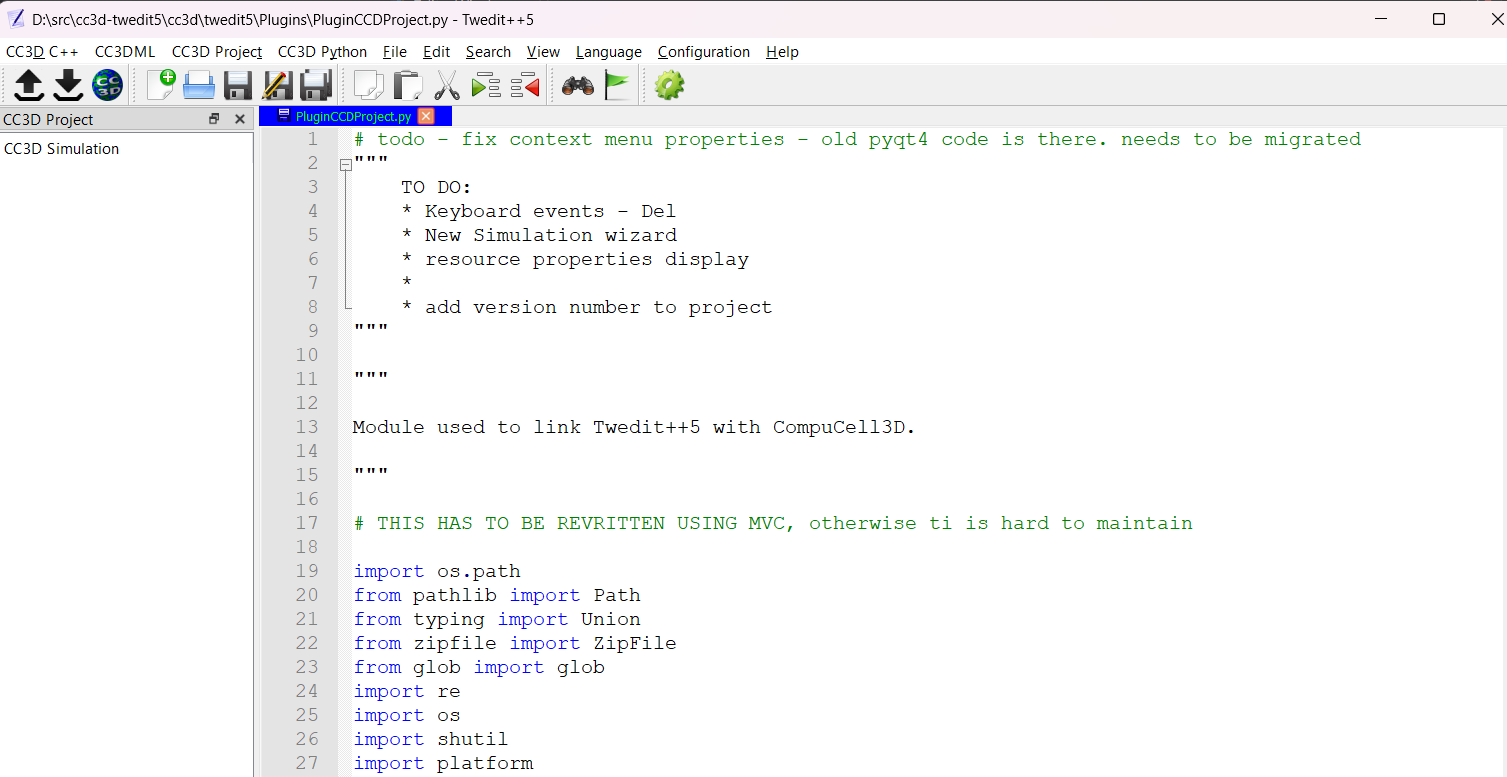 D:\src\cc3d-twedit5\cc3d\twedit5\Plugins\PluginCCDProject.py - Twedit++5
CC3D C++ CC3DML CC3D Project CC3D Python File Edit Search View Language Configuration Help
CC
3D
CC3D Project
PluginCCDProject.py
CC3D Simulation
1 # todo - fix context menu properties - old pyqt4 code is there. needs to be migrated
2 """
3 TO DO:
4 * Keyboard events - Del
5 * New Simulation wizard
6 * resource properties display
7 *
8 * add version number to project
9 """
10
11 """
12
13 Module used to link Twedit++5 with CompuCell3D.
14
15 """
16
17 # THIS HAS TO BE REVRITTEN USING MVC, otherwise ti is hard to maintain
18
19 import os.path
20 from pathlib import Path
21 from typing import Union
22 from zipfile import ZipFile
23 from glob import glob
24 import re
25 import os
26 import shutil
27 import platform